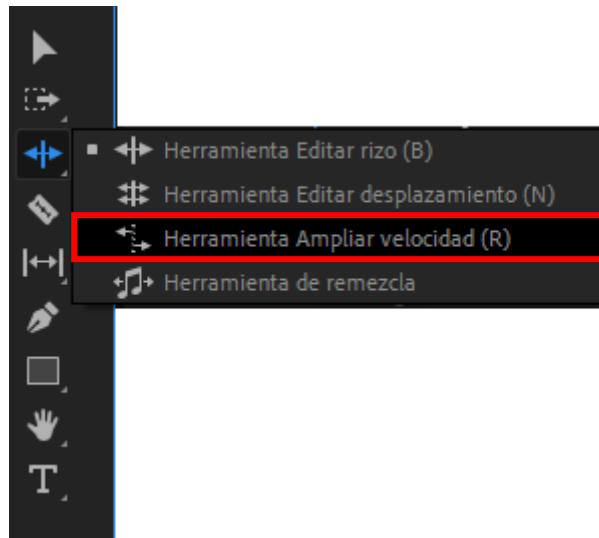 Herramienta Editar rizo (B)
Herramienta Editar desplazamiento (N)
Herramienta Ampliar velocidad (R)
Herramienta de remezcla
T